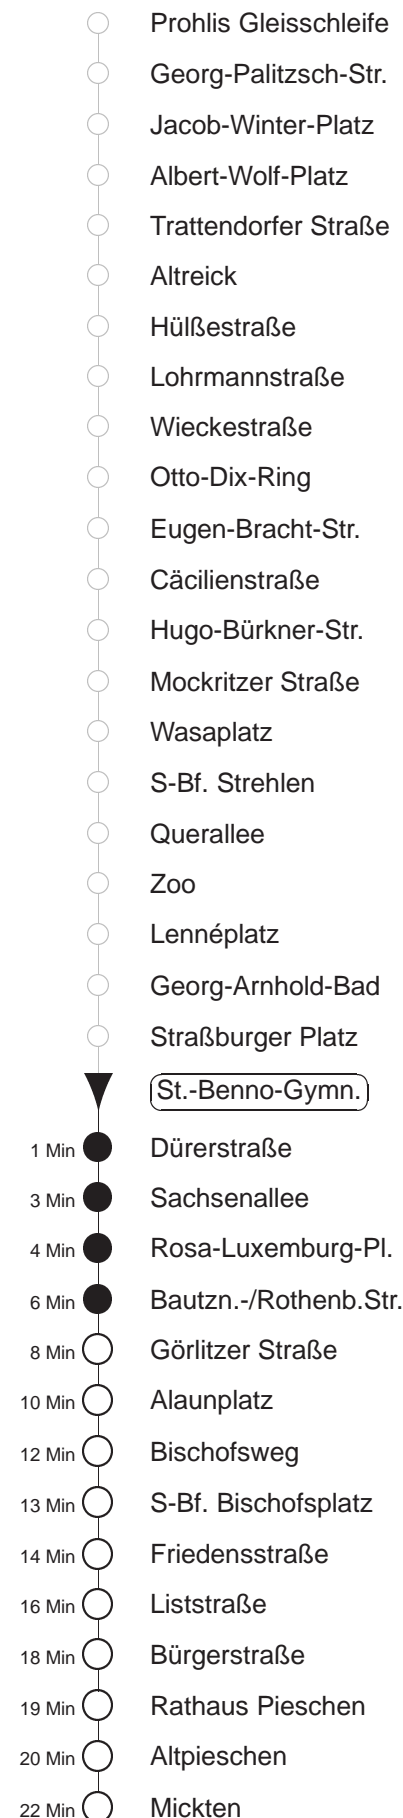 Prohlis Gleisschleife
Georg-Palitzsch-Str.
Jacob-Winter-Platz
Albert-Wolf-Platz
Trattendorfer Straße
Altreick
Hülßestraße
Lohrmannstraße
Wieckestraße
Otto-Dix-Ring
Eugen-Bracht-Str.
Cäcilienstraße
Hugo-Bürkner-Str.
Mockritzer Straße
Wasaplatz
S-Bf. Strehlen
Querallee
Zoo
Lennéplatz
Georg-Arnhold-Bad
Straßburger Platz
St.-Benno-Gymn.
1 Min Dürerstraße
3 Min Sachsenallee
4 Min Rosa-Luxemburg-Pl.
6 Min Bautzn.-/Rothenb.Str.
8 Min Görlitzer Straße
10 Min Alaunplatz
12 Min Bischofsweg
13 Min S-Bf. Bischofsplatz
14 Min Friedensstraße
16 Min Liststraße
18 Min Bürgerstraße
19 Min Rathaus Pieschen
20 Min Altpieschen
22 Min Mickten